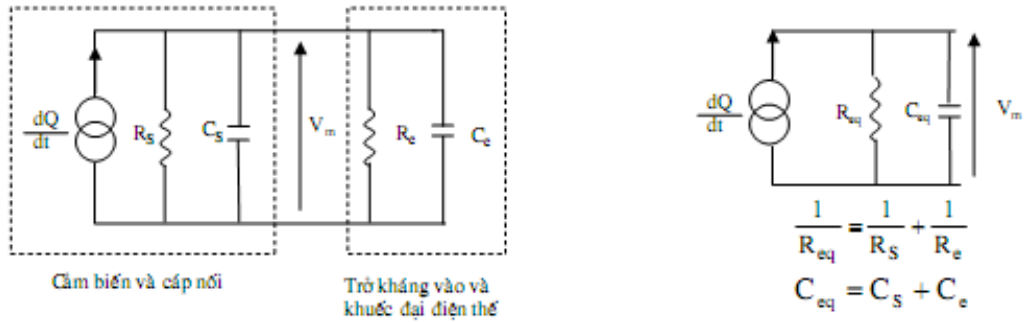 dQ
dt
R_S
C_S
V_m
R_e
C_e
Cảm biến và cáp nối
Trở kháng vào và
khuếc đại điện thế
dQ
dt
R_eq
C_eq
V_m
1/R_eq = 1/R_S + 1/R_e
C_eq = C_S + C_e